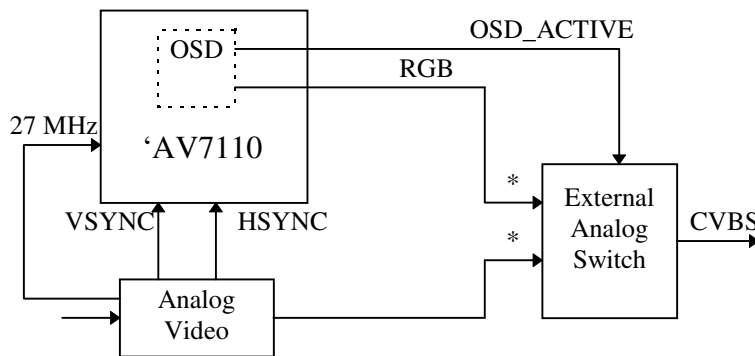 OSD_ACTIVE
OSD
RGB
27 MHz
‘AV7110
*
VSYNC
HSYNC
External
Analog
Switch
CVBS
*
Analog
Video